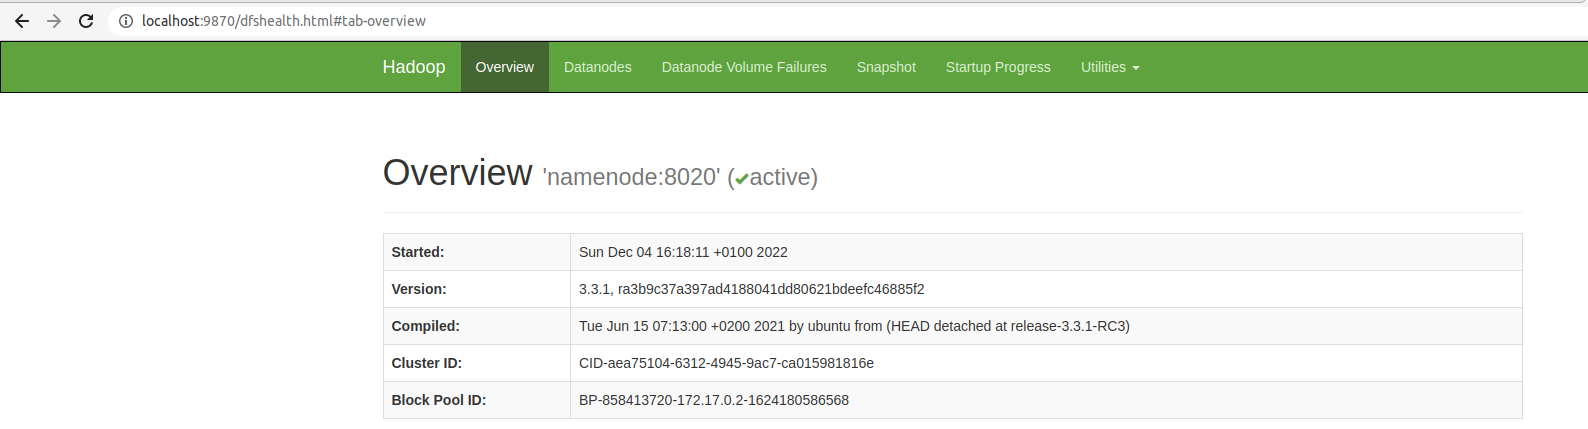 localhost:9870/dfshealth.html#tab-overview
Hadoop Overview Datanodes Datanode Volume Failures Snapshot Startup Progress Utilities
Overview 'namenode:8020' (✔active)
Started: Sun Dec 04 16:18:11 +0100 2022
Version: 3.3.1, ra3b9c37a397ad4188041dd80621bdeefc46885f2
Compiled: Tue Jun 15 07:13:00 +0200 2021 by ubuntu from (HEAD detached at release-3.3.1-RC3)
Cluster ID: CID-aea75104-6312-4945-9ac7-ca015981816e
Block Pool ID: BP-858413720-172.17.0.2-1624180586568